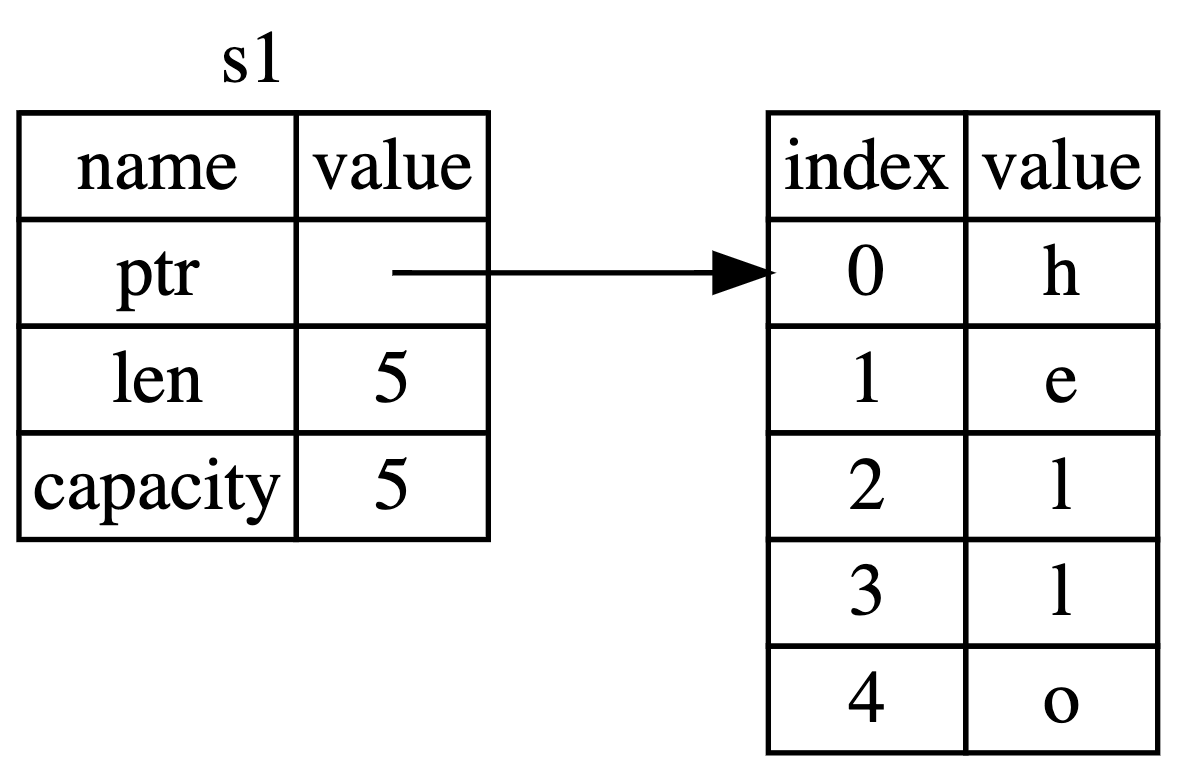 s1
name value
ptr
len 5
capacity 5
index value
0 h
1 e
2 l
3 l
4 o